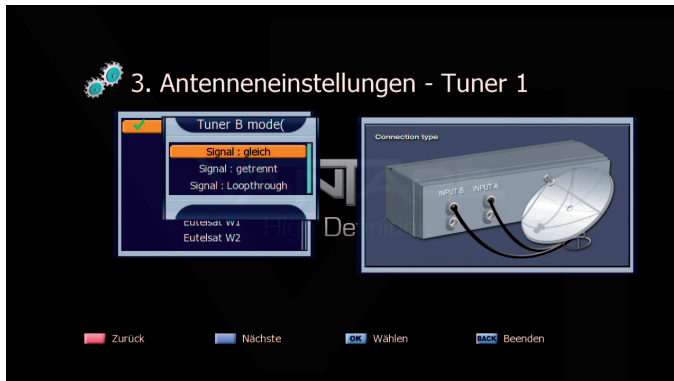 3. Antenneneinstellungen - Tuner 1
Tuner B mode(
Signal : gleich
Signal : getrennt
Signal : Loopthrough
Eutelsat W1
Eutelsat W2
Connection type
INPUT B INPUT A
Zurück
Nächste
OK Wählen
BACK Beenden